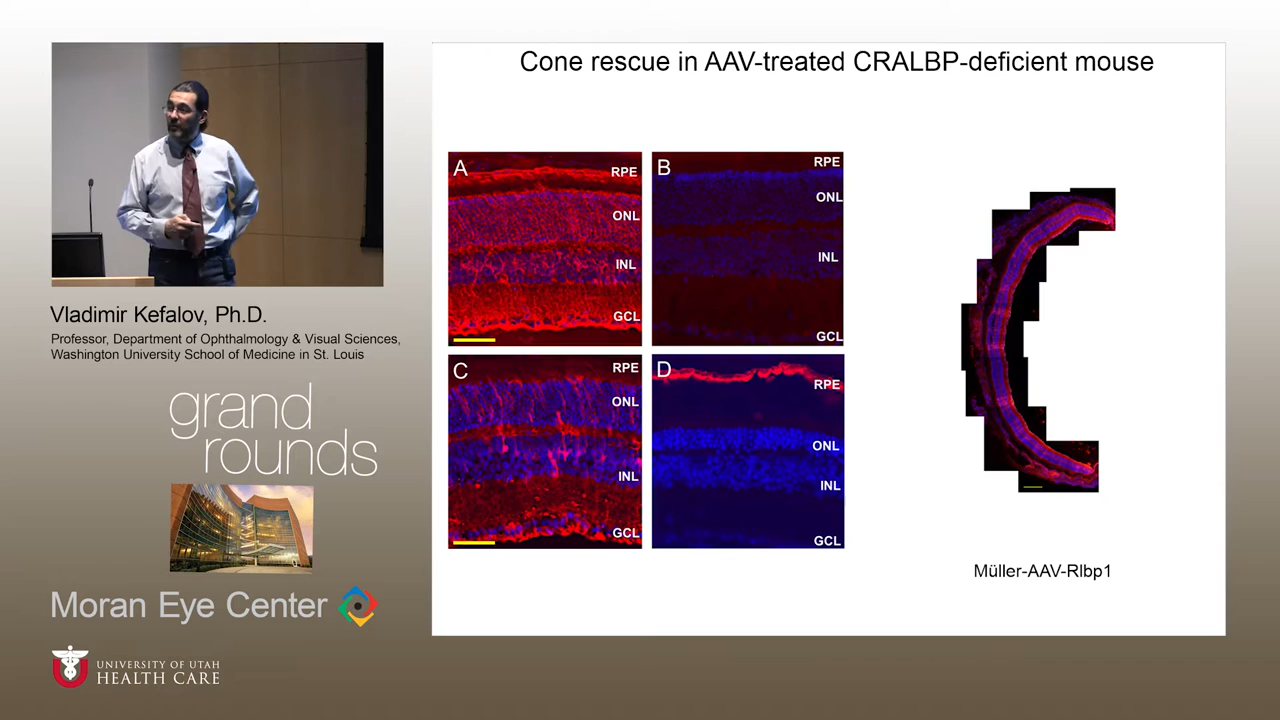 Cone rescue in AAV-treated CRALBP-deficient mouse
A
RPE
ONL
INL
GCL
B
RPE
ONL
INL
GCL
C
RPE
ONL
INL
GCL
D
RPE
ONL
INL
GCL
Müller-AAV-Rlbp1
Vladimir Kefalov, Ph.D.
Professor, Department of Ophthalmology & Visual Sciences,
Washington University School of Medicine in St. Louis
grand
rounds
Moran Eye Center
U
UNIVERSITY OF UTAH
HEALTH CARE